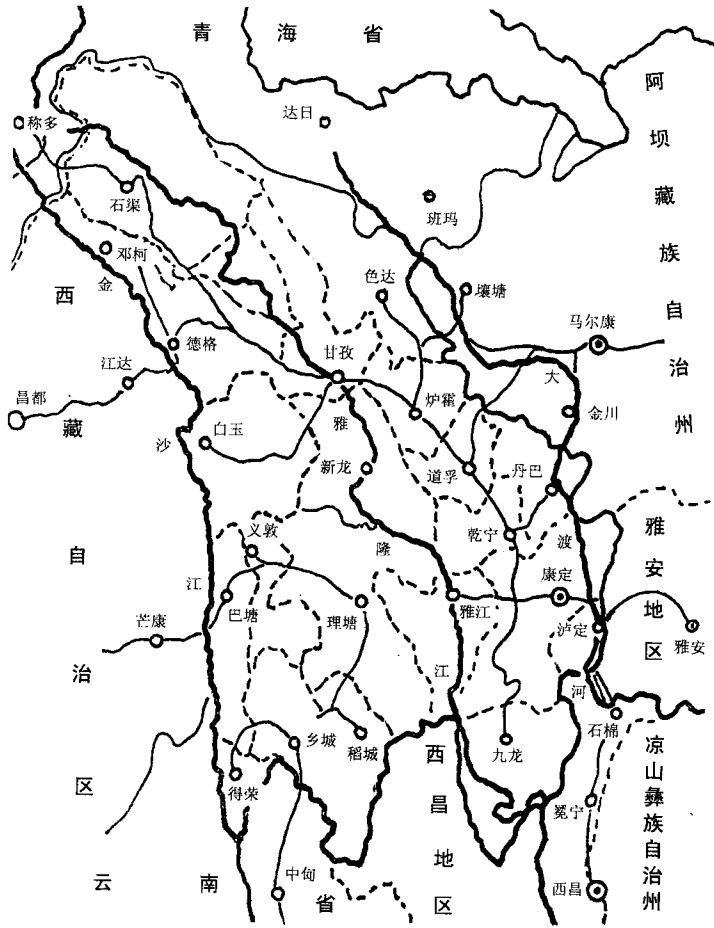 青海省
阿坝藏族自治州
达日
称多
班玛
石渠
邓柯
金
西
色达
壤塘
马尔康
德格
江达
甘孜
大
昌都
藏
白玉
雅
炉霍
金川
沙
新龙
道孚
丹巴
义敦
隆
乾宁
渡
雅安地区
自
江
巴塘
理塘
雅江
康定
泸定
芒康
雅安
治
江
河
石棉
乡城
稻城
西昌地区
九龙
凉山彝族自治州
区
得荣
冕宁
云南省
中甸
西昌